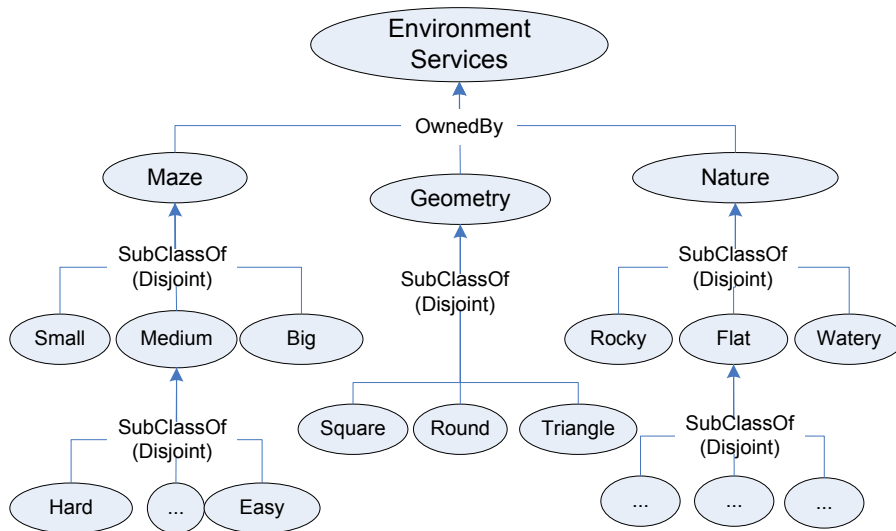 Environment
Services
OwnedBy
Maze
Geometry
Nature
SubClassOf
(Disjoint)
SubClassOf
(Disjoint)
SubClassOf
(Disjoint)
Small
Medium
Big
Rocky
Flat
Watery
Square
Round
Triangle
SubClassOf
(Disjoint)
SubClassOf
(Disjoint)
Hard
...
Easy
...
...
...